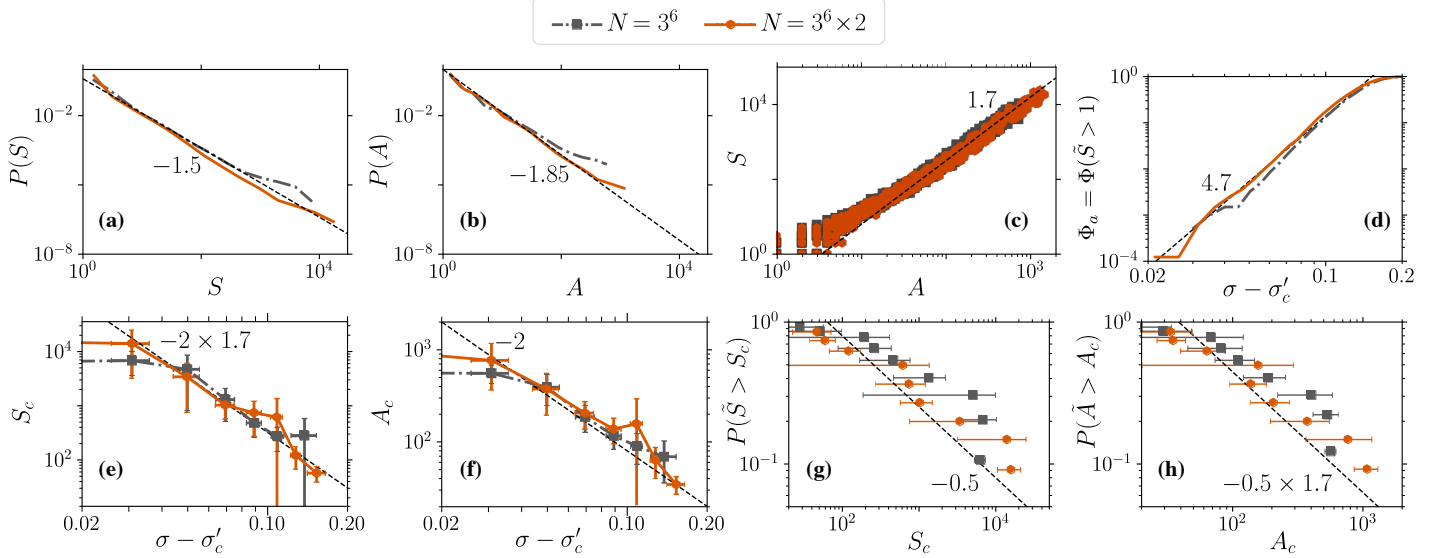 N = 3^6 N = 3^6 × 2
P(S)
10^−2
10^−8
10^0
10^4
S
−1.5
(a)
P(A)
10^−2
10^−8
10^0
10^4
A
−1.85
(b)
S
10^4
10^0
10^0
10^3
A
1.7
(c)
Φ_a = Φ(S̃ > 1)
10^0
10^−4
0.02
0.1
0.2
σ − σ′_c
4.7
(d)
S_c
10^4
10^2
0.02
0.10
0.20
σ − σ′_c
−2 × 1.7
(e)
A_c
10^3
10^2
0.02
0.10
0.20
σ − σ′_c
−2
(f)
P(S̃ > S_c)
10^0
10^−1
10^2
10^4
S_c
−0.5
(g)
P(Ã > A_c)
10^0
10^−1
10^2
10^3
A_c
−0.5 × 1.7
(h)